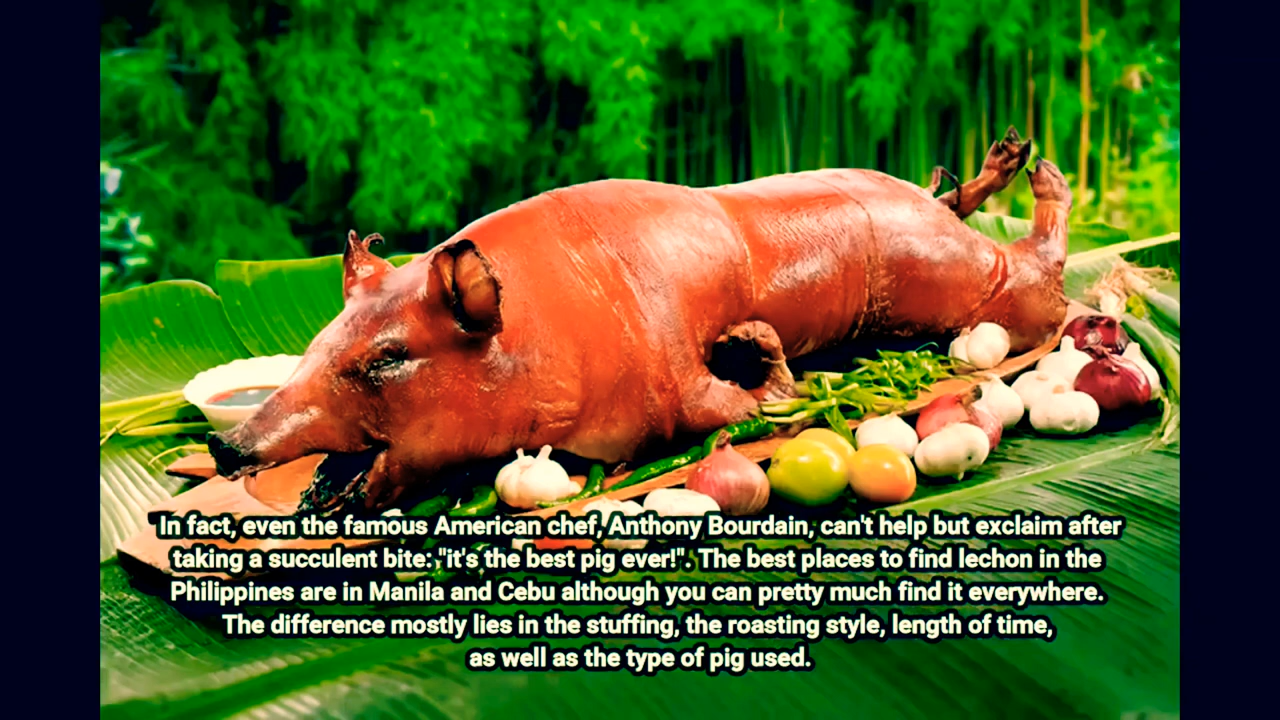 In fact, even the famous American chef, Anthony Bourdain, can't help but exclaim after
taking a succulent bite: "it's the best pig ever!". The best places to find lechon in the
Philippines are in Manila and Cebu although you can pretty much find it everywhere.
The difference mostly lies in the stuffing, the roasting style, length of time,
as well as the type of pig used.